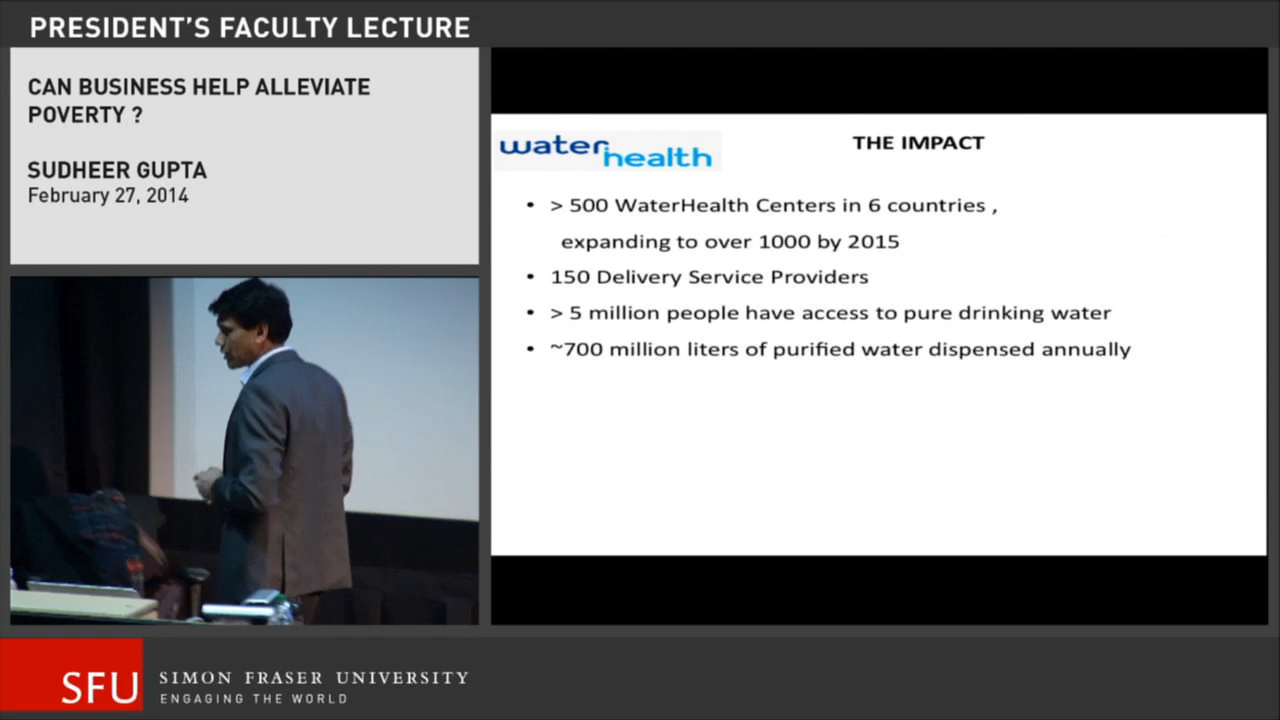 PRESIDENT'S FACULTY LECTURE
CAN BUSINESS HELP ALLEVIATE
POVERTY ?
SUDHEER GUPTA
February 27, 2014
waterhealth
THE IMPACT
• > 500 WaterHealth Centers in 6 countries ,
expanding to over 1000 by 2015
• 150 Delivery Service Providers
• > 5 million people have access to pure drinking water
• ~700 million liters of purified water dispensed annually
SFU
SIMON FRASER UNIVERSITY
ENGAGING THE WORLD